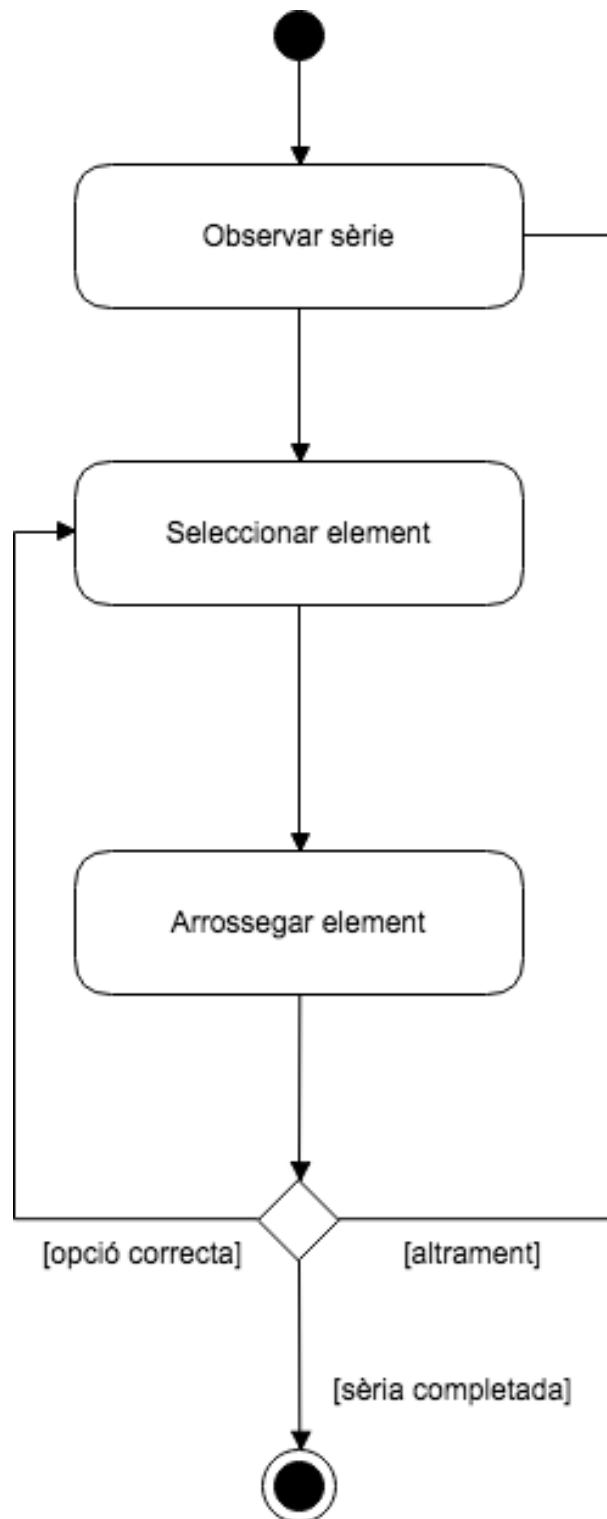 Observar sèrie
Seleccionar element
Arrossegar element
[opció correcta]
[altrament]
[sèria completada]